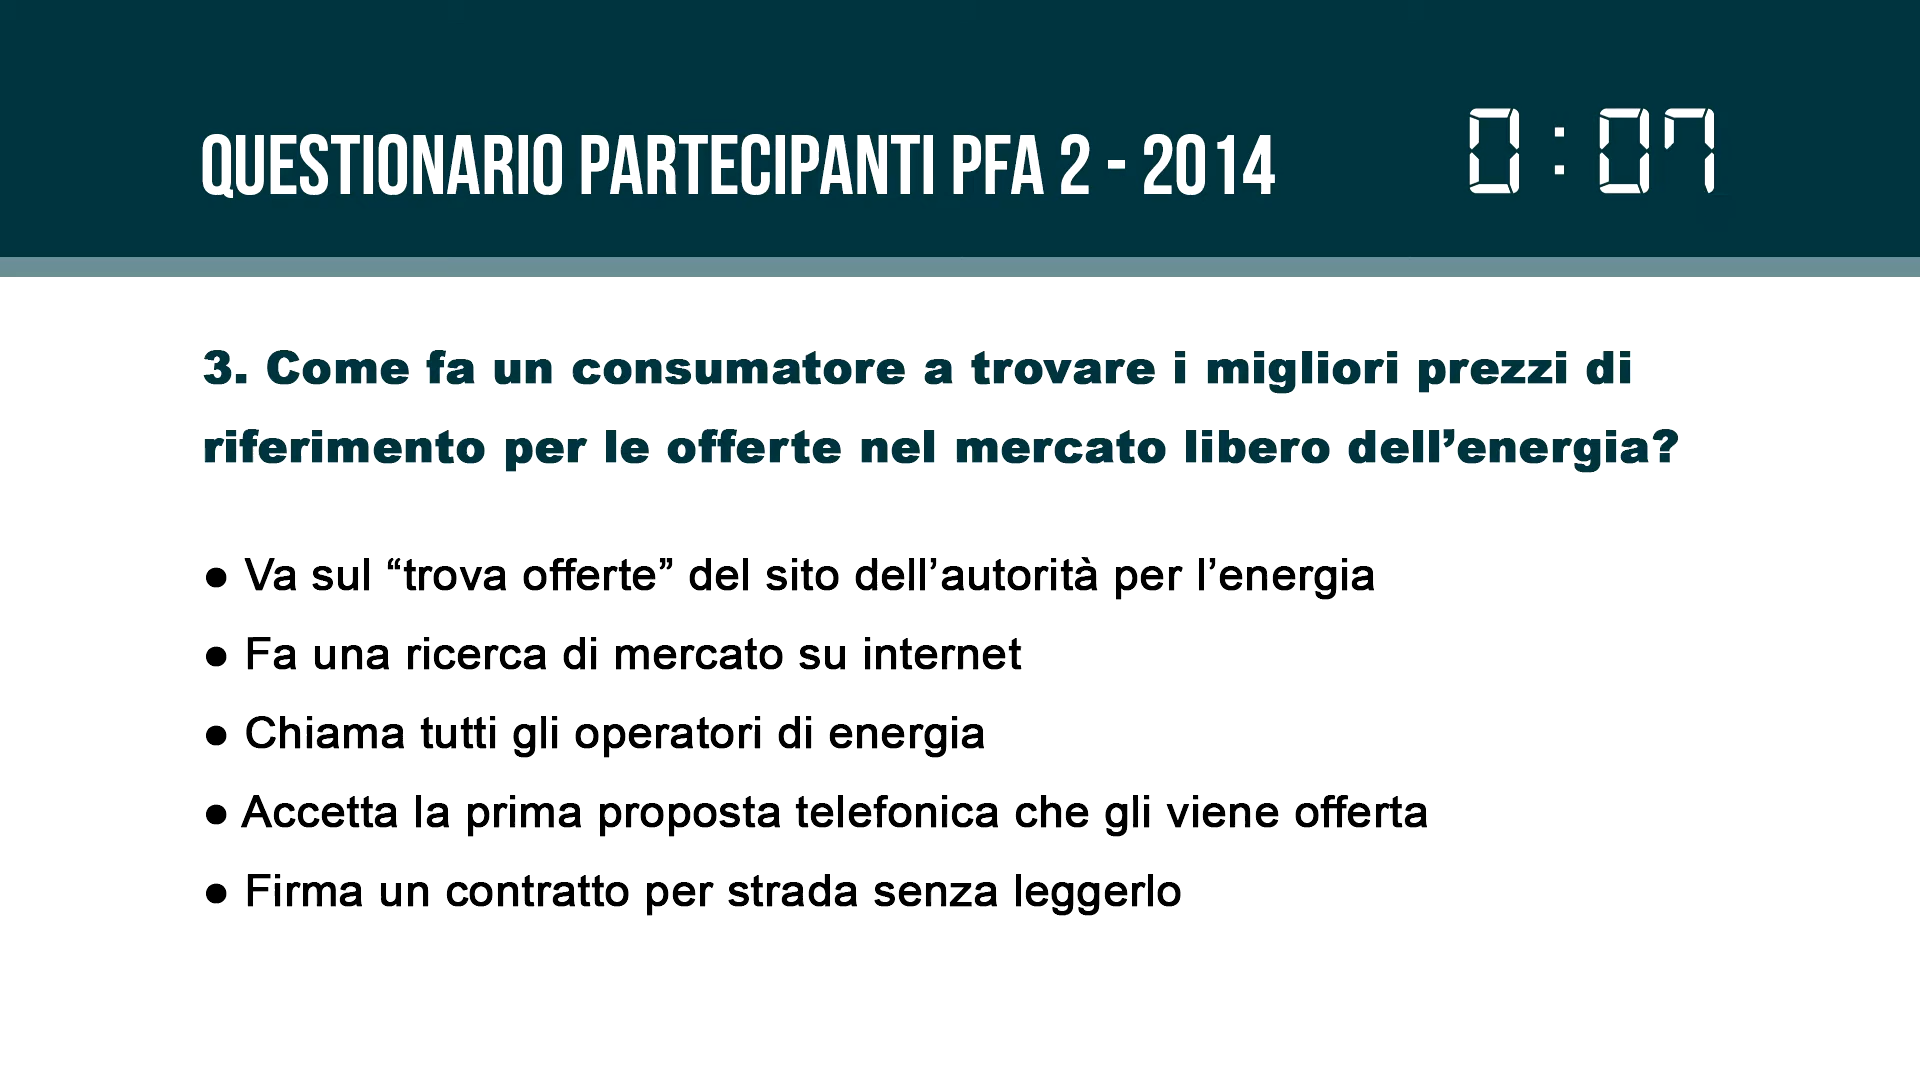 QUESTIONARIO PARTECIPANTI PFA 2 - 2014
0:07
3. Come fa un consumatore a trovare i migliori prezzi di
riferimento per le offerte nel mercato libero dell’energia?
● Va sul “trova offerte” del sito dell’autorità per l’energia
● Fa una ricerca di mercato su internet
● Chiama tutti gli operatori di energia
● Accetta la prima proposta telefonica che gli viene offerta
● Firma un contratto per strada senza leggerlo